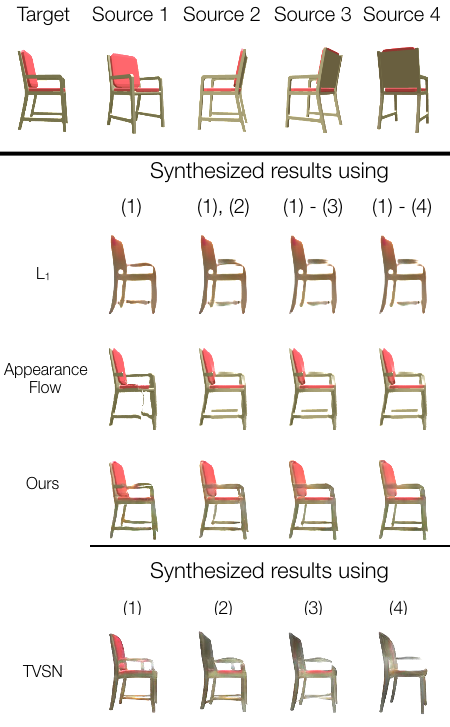 Target Source 1 Source 2 Source 3 Source 4
Synthesized results using
(1) (1), (2) (1) - (3) (1) - (4)
L₁
Appearance
Flow
Ours
Synthesized results using
(1) (2) (3) (4)
TVSN